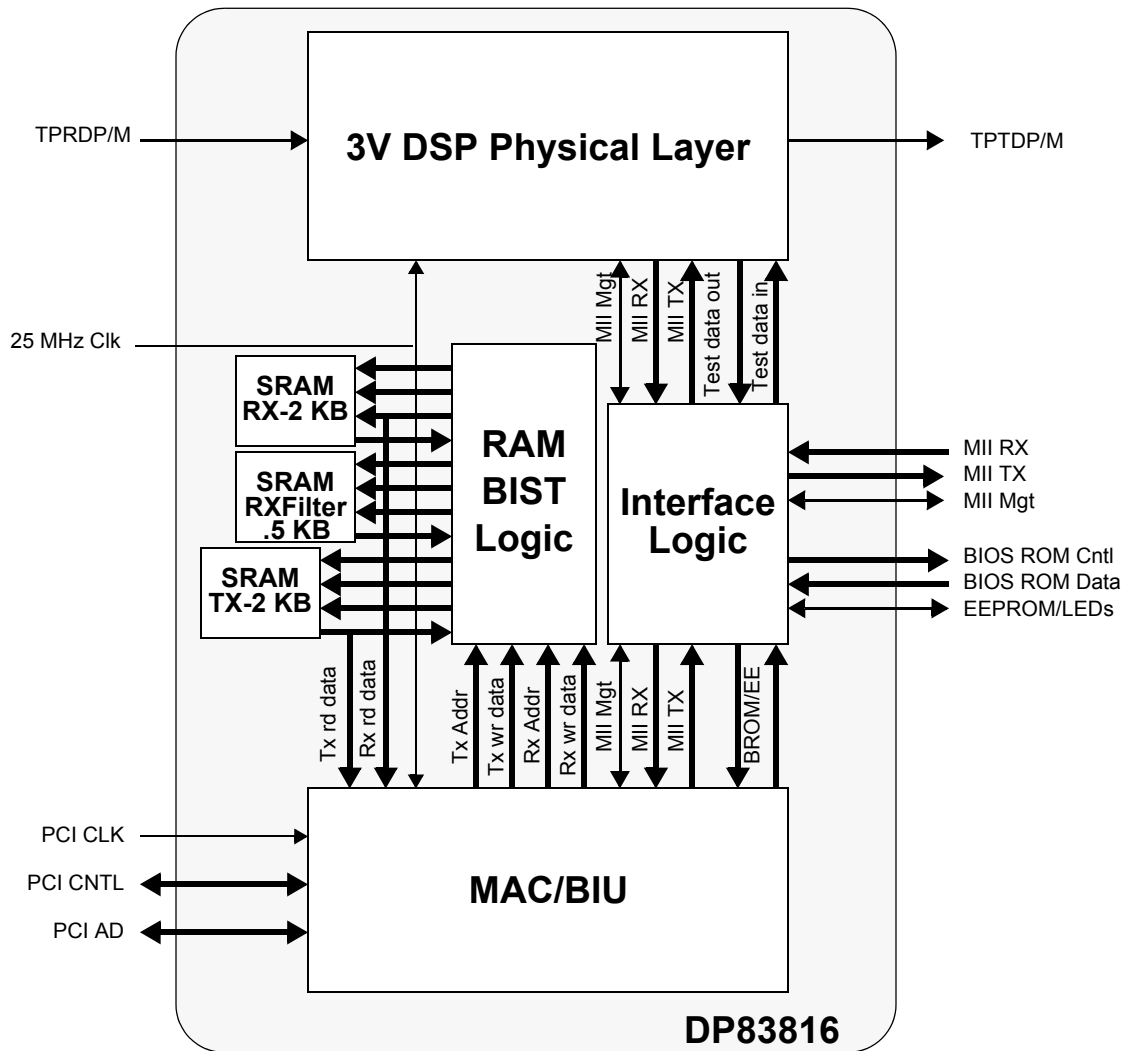 3V DSP Physical Layer
TPRDP/M
TPTDP/M
MII Mgt
MII RX
MII TX
Test data out
Test data in
25 MHz Clk
SRAM
RX-2 KB
SRAM
RXFilter
.5 KB
SRAM
TX-2 KB
RAM
BIST
Logic
Interface
Logic
MII RX
MII TX
MII Mgt
BIOS ROM Cntl
BIOS ROM Data
EEPROM/LEDs
Tx rd data
Rx rd data
Tx Addr
Tx wr data
Rx Addr
Rx wr data
MII Mgt
MII RX
MII TX
BROM/EE
PCI CLK
PCI CNTL
PCI AD
MAC/BIU
DP83816